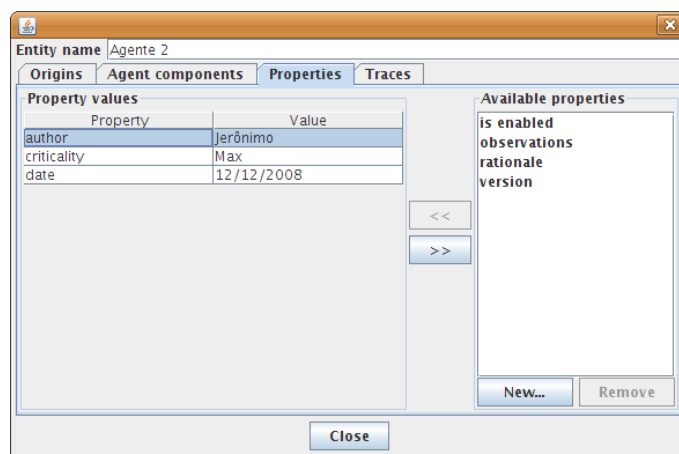 Entity name Agente 2
Origins Agent components Properties Traces
Property values
Property Value
author Jerônimo
criticality Max
date 12/12/2008
<<
>>
Available properties
is enabled
observations
rationale
version
New... Remove
Close